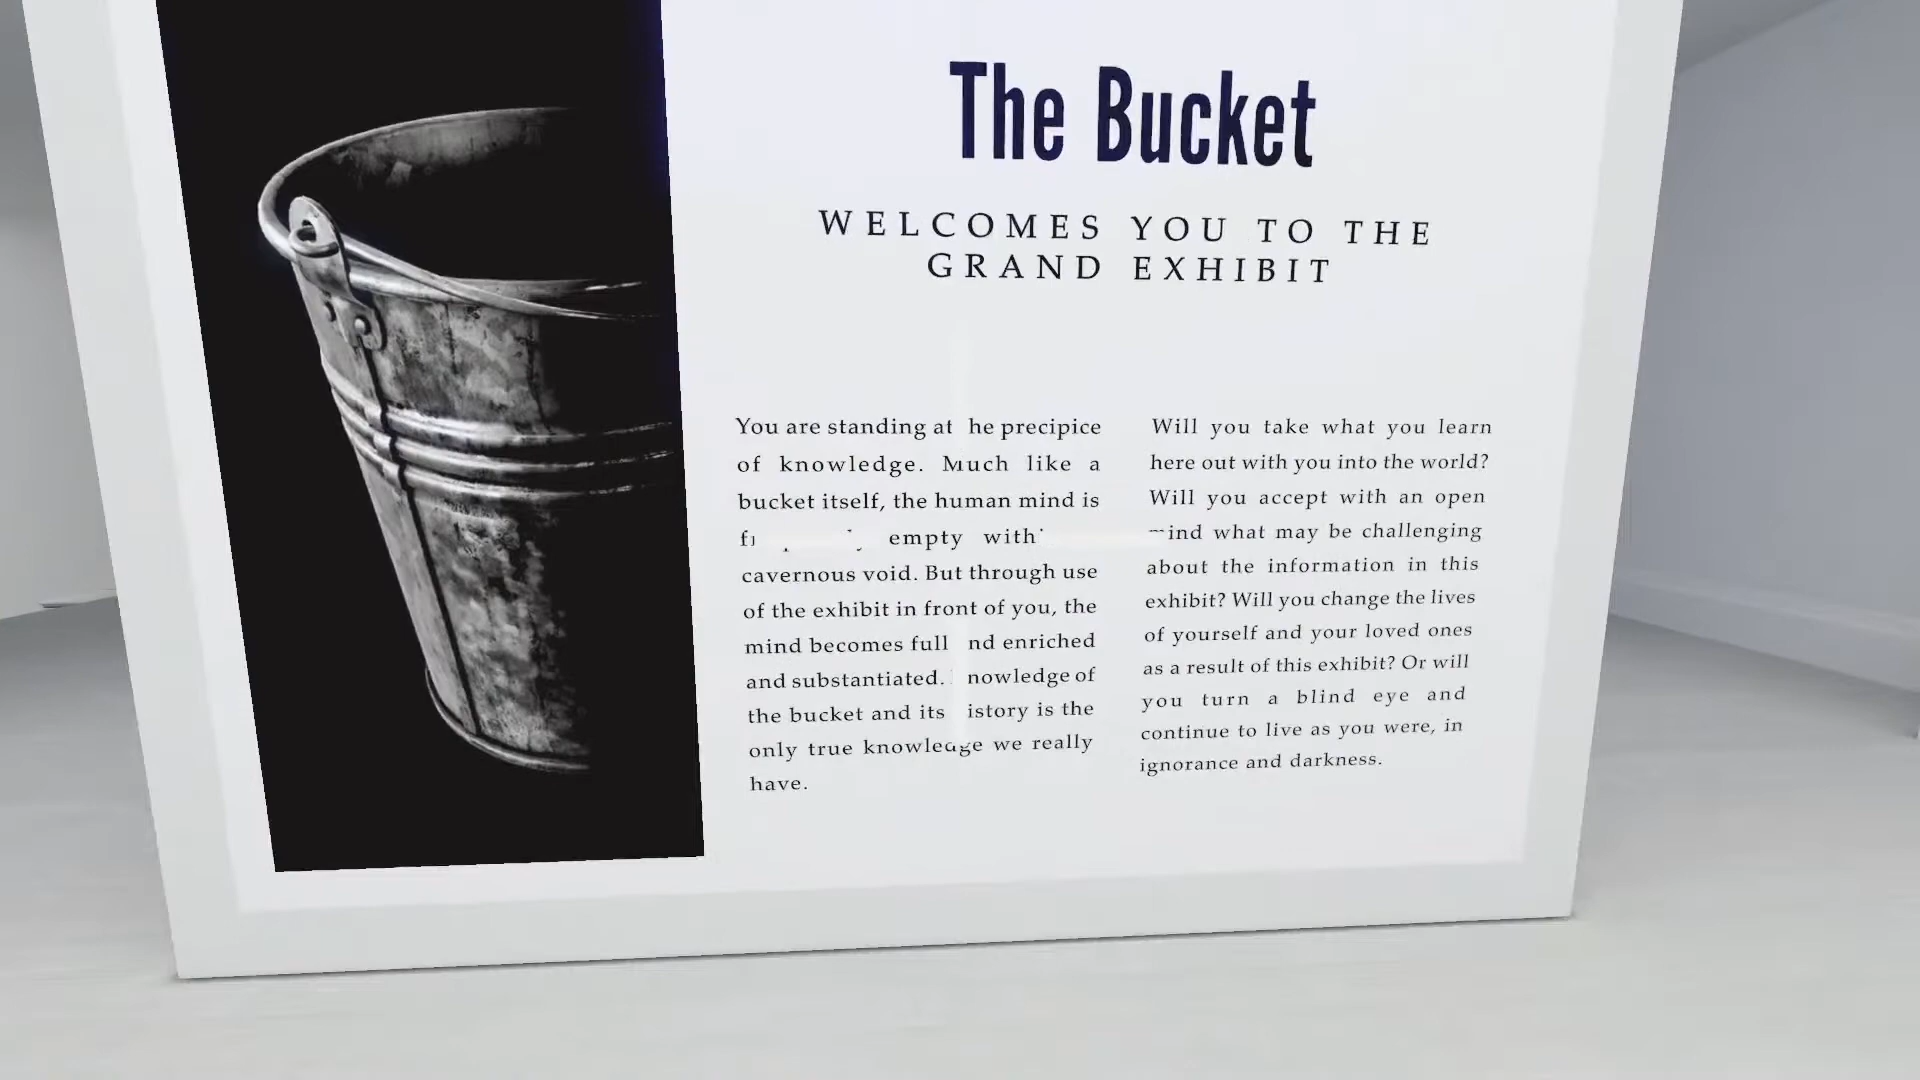 The Bucket
WELCOMES YOU TO THE
GRAND EXHIBIT
You are standing at he precipice
of knowledge. Much like a
bucket itself, the human mind is
empty
cavernous void. But through use
of the exhibit in front of you, the
mind becomes full nd enriched
and substantiated. nowledge of
the bucket and its istory is the
only true knowledge we really
have.
Will you take what you learn
here out with you into the world?
Will you accept with an open
mind what may be challenging
about the information in this
exhibit? Will you change the lives
of yourself and your loved ones
as a result of this exhibit? Or will
you turn a blind eye and
continue to live as you were, in
ignorance and darkness.